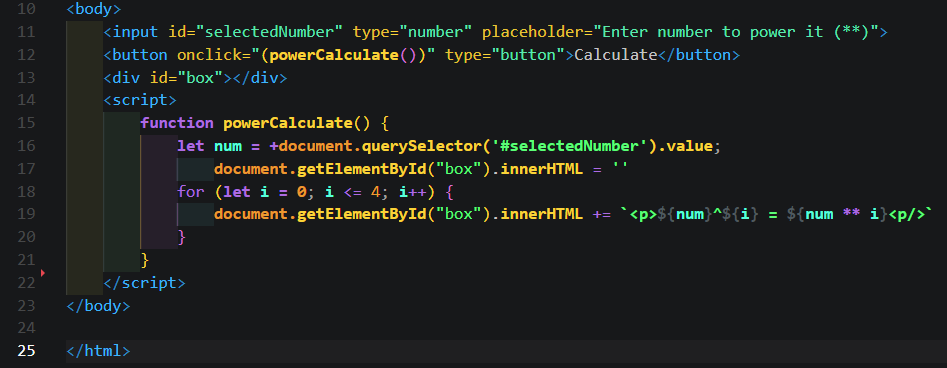 10 <body>
11 <input id="selectedNumber" type="number" placeholder="Enter number to power it (**)">
12 <button onclick="(powerCalculate())" type="button">Calculate</button>
13 <div id="box"></div>
14 <script>
15 function powerCalculate() {
16 let num = +document.querySelector('#selectedNumber').value;
17 document.getElementById("box").innerHTML = ''
18 for (let i = 0; i <= 4; i++) {
19 document.getElementById("box").innerHTML += `<p>${num}^${i} = ${num ** i}<p/>`
20 }
21 }
22 </script>
23 </body>
24
25 </html>